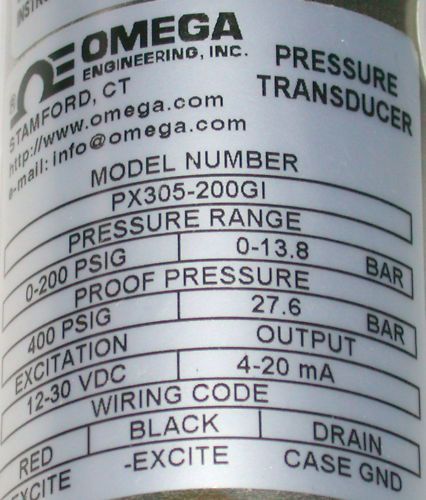 INSTR
OMEGA
ENGINEERING, INC.
®
STAMFORD, CT
http://www.omega.com
e-mail: info@omega.com
PRESSURE
TRANSDUCER
MODEL NUMBER
PX305-200GI
PRESSURE RANGE
0-200 PSIG 0-13.8 BAR
PROOF PRESSURE
400 PSIG 27.6 BAR
EXCITATION OUTPUT
12-30 VDC 4-20 mA
WIRING CODE
RED BLACK DRAIN
EXCITE -EXCITE CASE GND